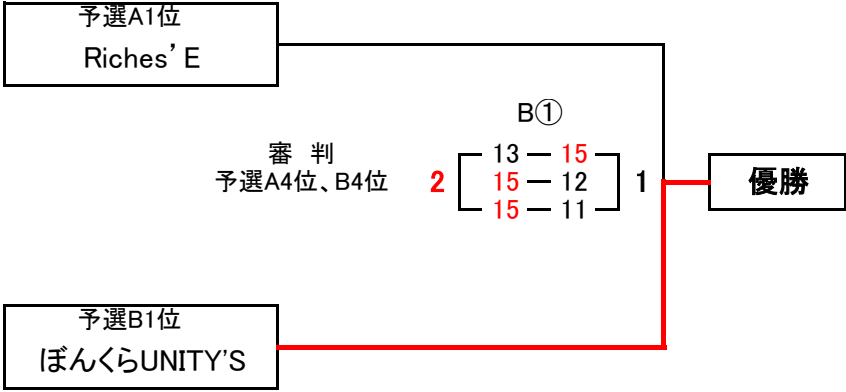 予選A1位
Riches’E
B①
審 判
予選A4位、B4位
2
13 ― 15
15 ― 12
15 ― 11
1
優勝
予選B1位
ぼんくらUNITY'S